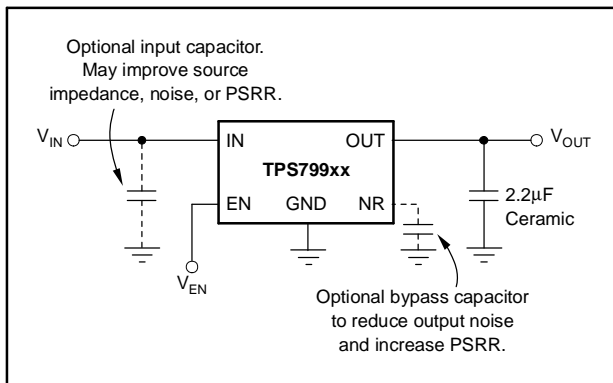 Optional input capacitor.
May improve source
impedance, noise, or PSRR.
VIN
IN
OUT
VOUT
TPS799xx
EN
GND
NR
2.2μF
Ceramic
VEN
Optional bypass capacitor
to reduce output noise
and increase PSRR.